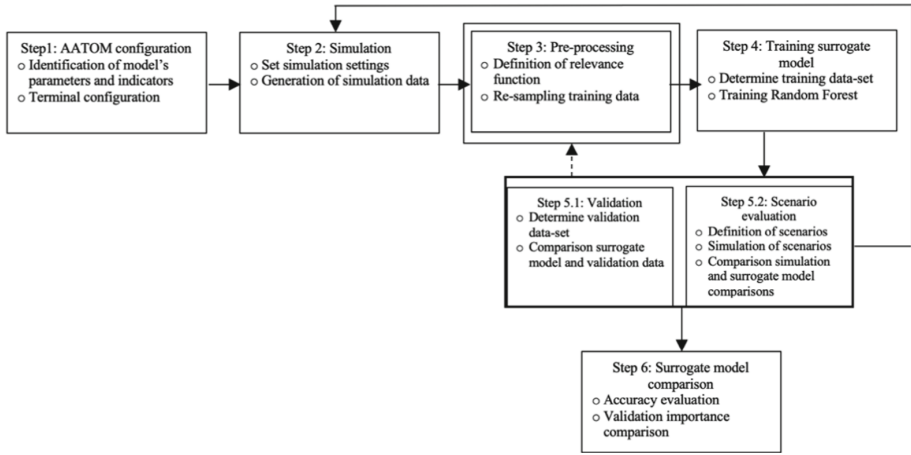 Step1: AATOM configuration
o Identification of model's
parameters and indicators
o Terminal configuration
Step 2: Simulation
o Set simulation settings
o Generation of simulation data
Step 3: Pre-processing
o Definition of relevance
function
o Re-sampling training data
Step 4: Training surrogate
model
o Determine training data-set
o Training Random Forest
Step 5.1: Validation
o Determine validation
data-set
o Comparison surrogate
model and validation data
Step 5.2: Scenario
evaluation
o Definition of scenarios
o Simulation of scenarios
o Comparison simulation
and surrogate model
comparisons
Step 6: Surrogate model
comparison
o Accuracy evaluation
o Validation importance
comparison